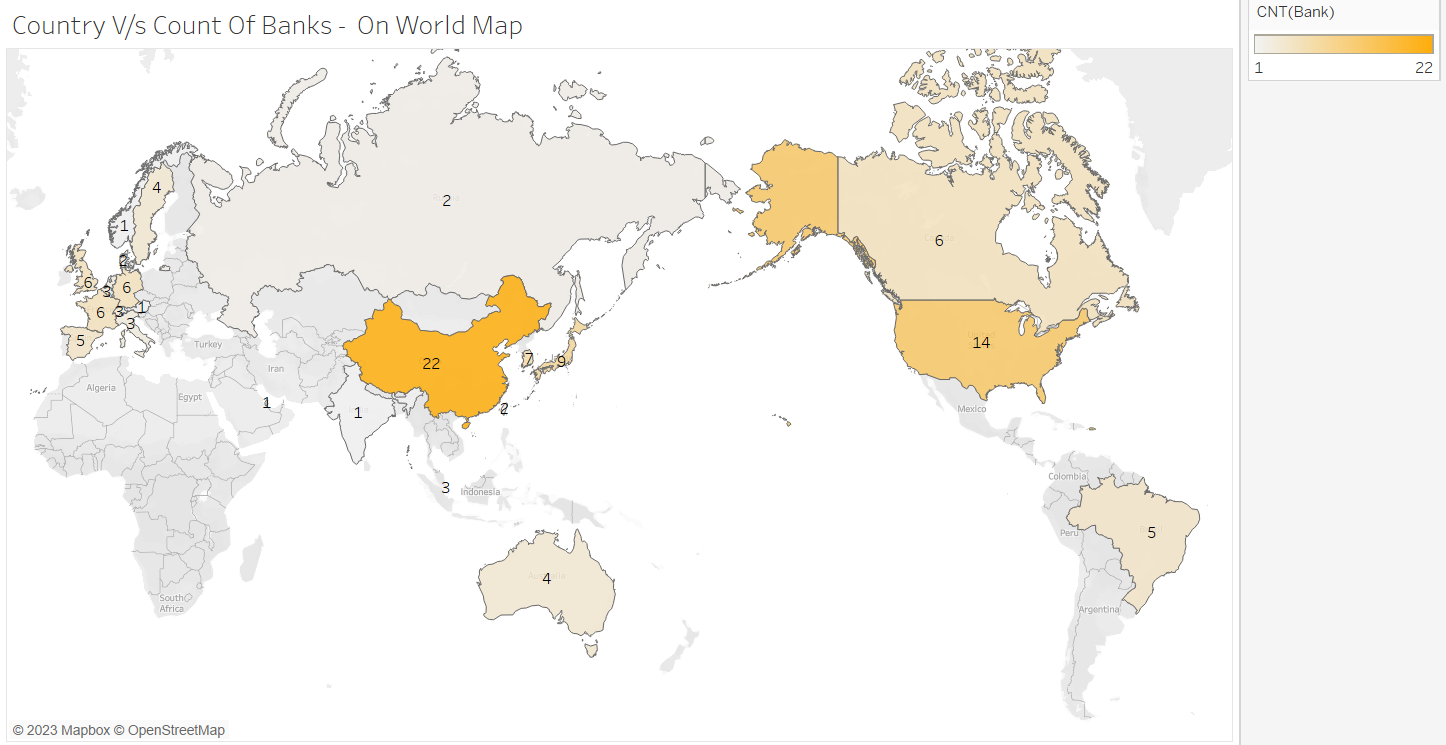 Country V/s Count Of Banks - On World Map
CNT(Bank)
1 22
4
2
1
6
2
6
3
6
1
6
3
3
14
5
Turkey
7
9
22
Iran
Algeria
Egypt
1
1
2
Mexico
Colombia
3
Indonesia
5
Peru
4
South
Africa
Argentina
© 2023 Mapbox © OpenStreetMap